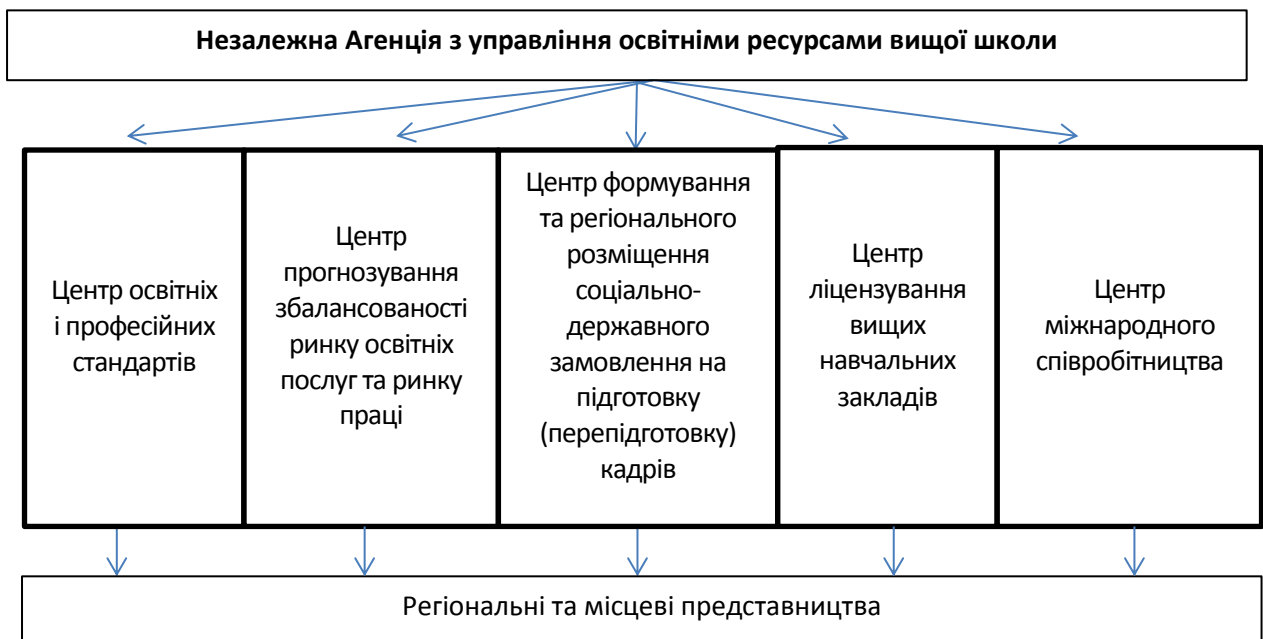 Незалежна Агенція з управління освітніми ресурсами вищої школи
Центр освітніх
і професійних
стандартів
Центр
прогнозування
збалансованості
ринку освітніх
послуг та ринку
праці
Центр формування
та регіонального
розміщення
соціально-
державного
замовлення на
підготовку
(перепідготовку)
кадрів
Центр
ліцензування
вищих
навчальних
закладів
Центр
міжнародного
співробітництва
Регіональні та місцеві представництва